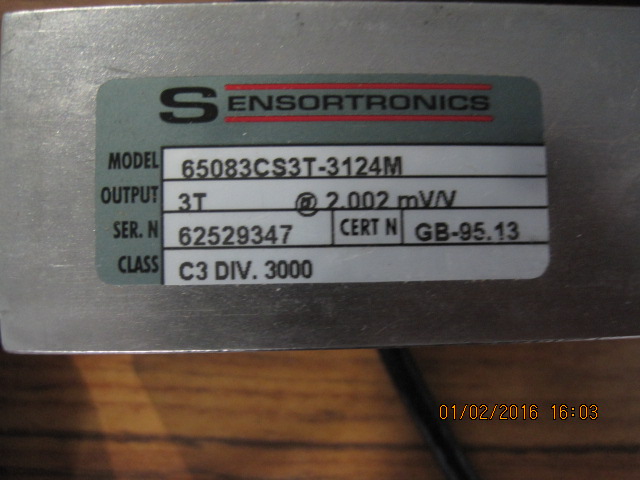 SENSORTRONICS
MODEL 65083CS3T-3124M
OUTPUT 3T @ 2.002 mV/V
SER. N 62529347 CERT N GB-95.13
CLASS C3 DIV. 3000
01/02/2016 16:03